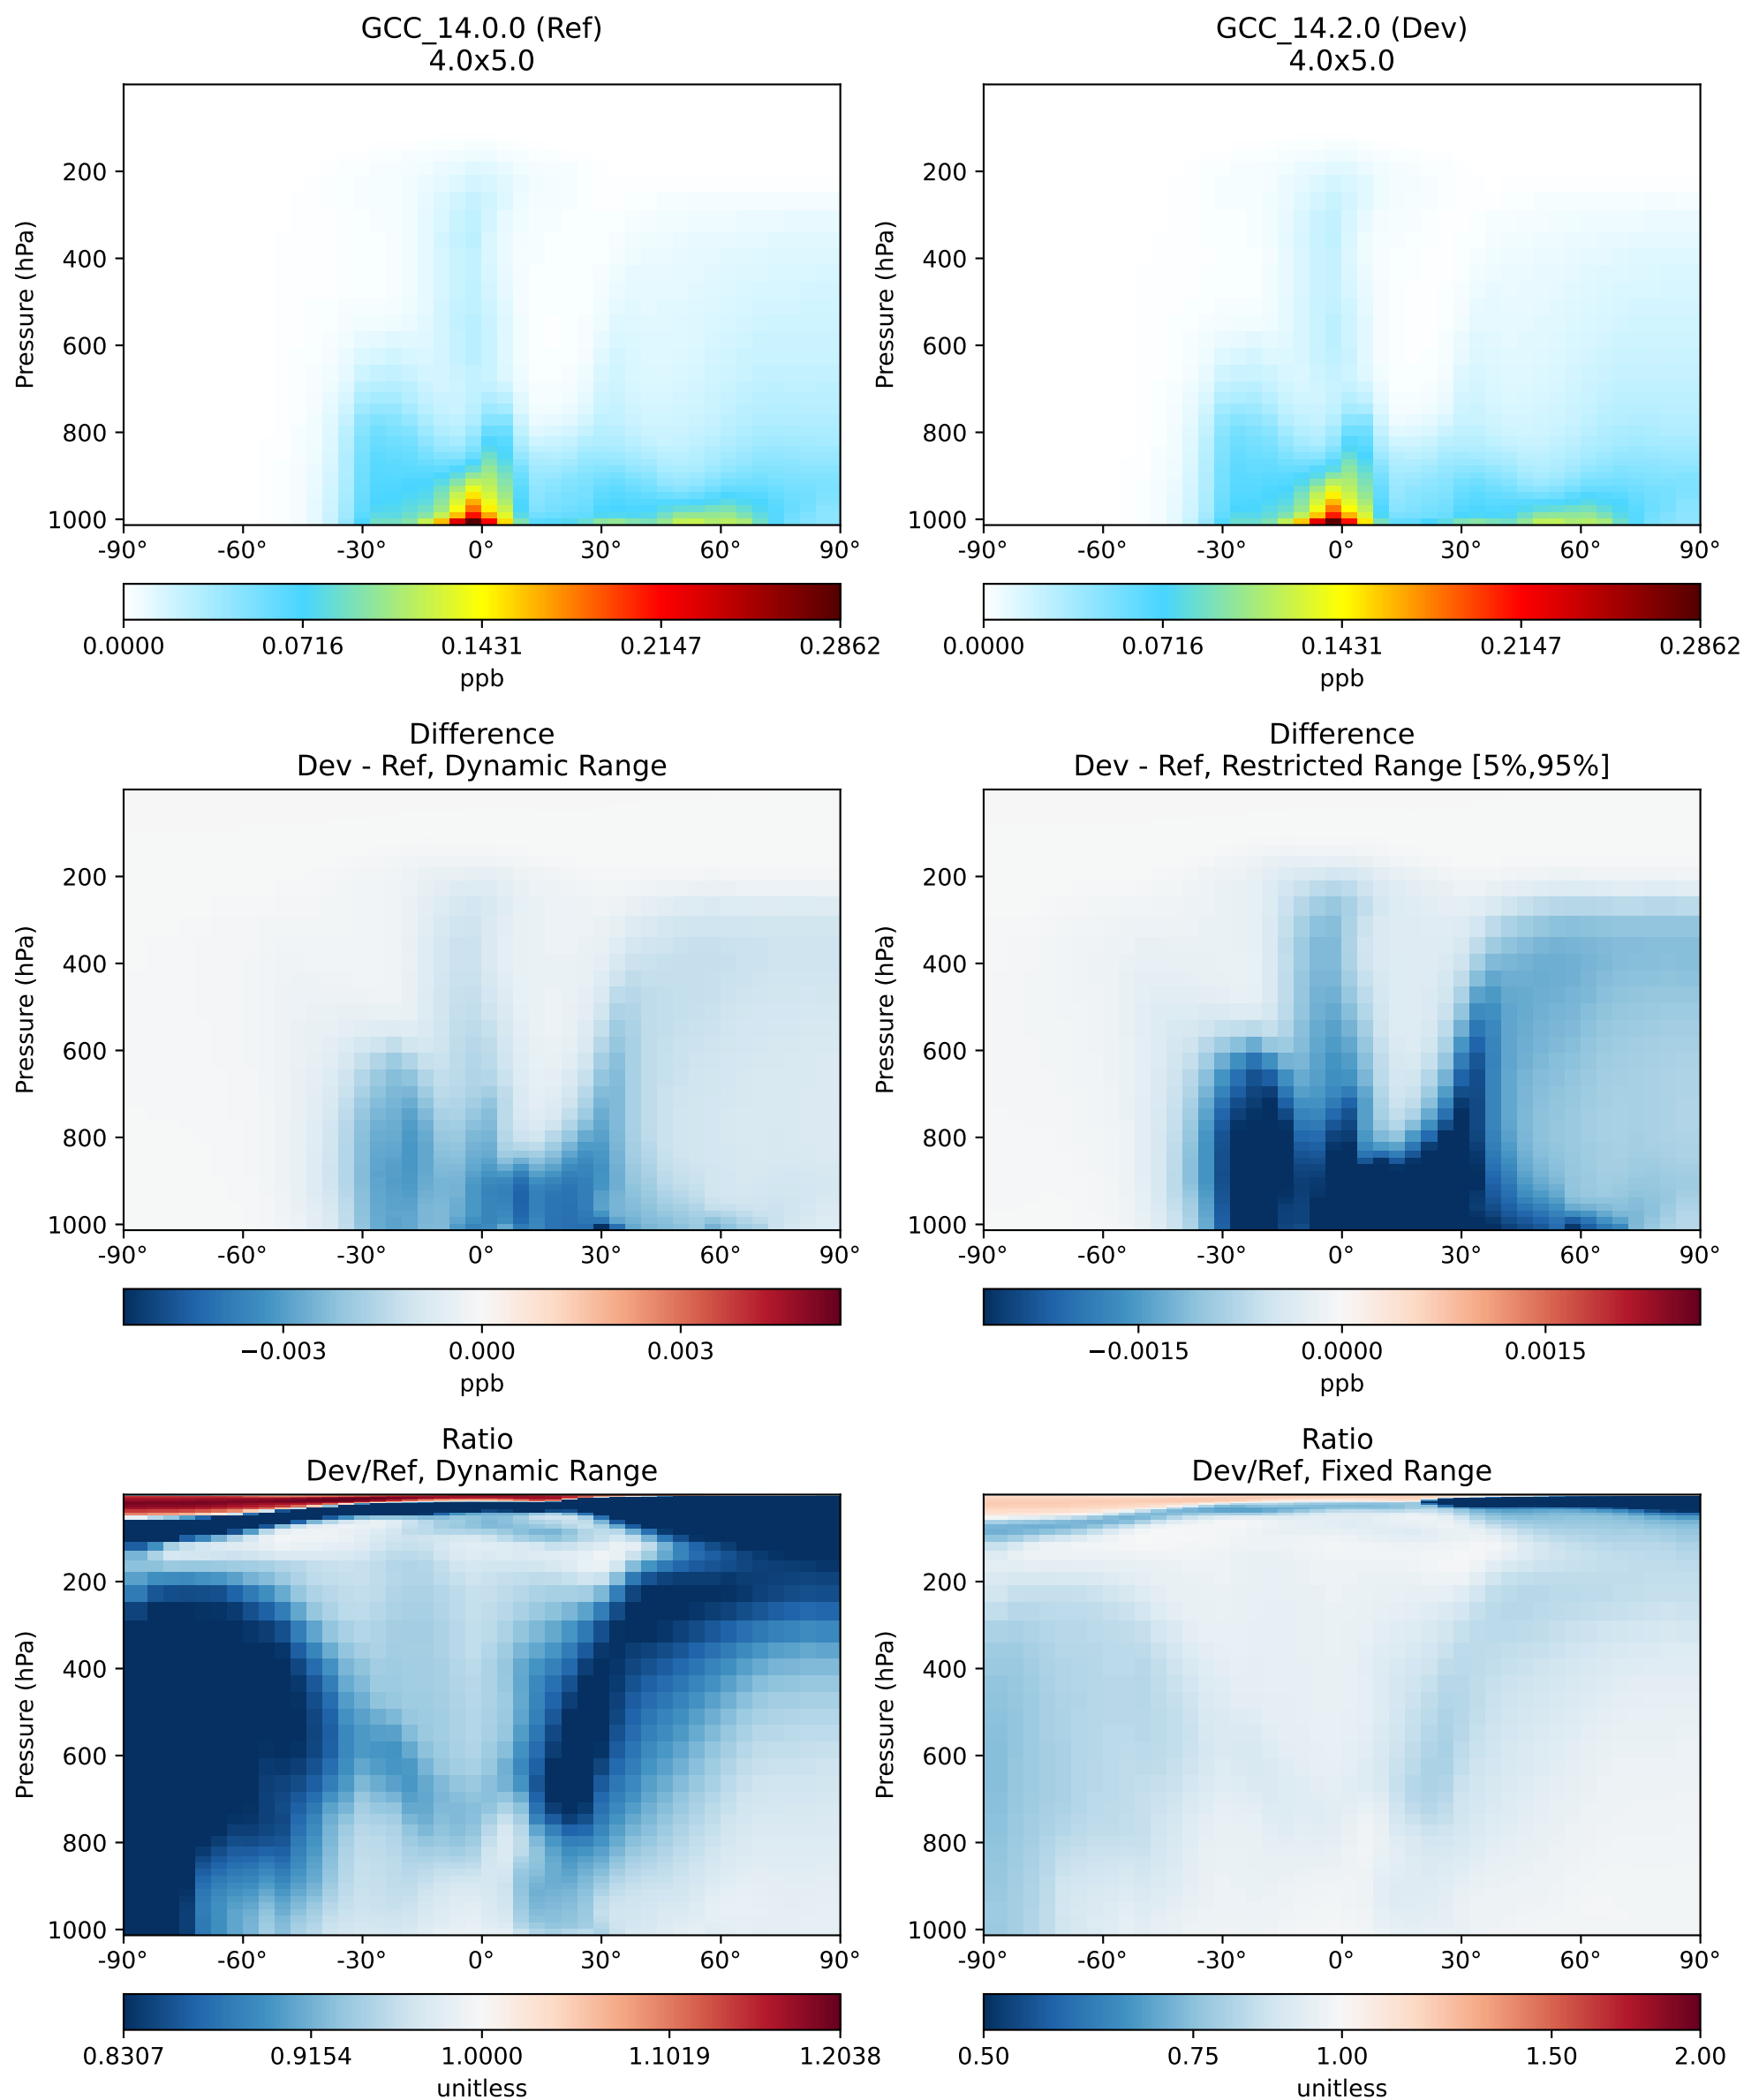 GCC_14.0.0 (Ref)
4.0x5.0
Pressure (hPa)
200
400
600
800
1000
-90° -60° -30° 0° 30° 60° 90°
0.0000 0.0716 0.1431 0.2147 0.2862
ppb
GCC_14.2.0 (Dev)
4.0x5.0
Pressure (hPa)
200
400
600
800
1000
-90° -60° -30° 0° 30° 60° 90°
0.0000 0.0716 0.1431 0.2147 0.2862
ppb
Difference
Dev - Ref, Dynamic Range
Pressure (hPa)
200
400
600
800
1000
-90° -60° -30° 0° 30° 60° 90°
−0.003 0.000 0.003
ppb
Difference
Dev - Ref, Restricted Range [5%,95%]
Pressure (hPa)
200
400
600
800
1000
-90° -60° -30° 0° 30° 60° 90°
−0.0015 0.0000 0.0015
ppb
Ratio
Dev/Ref, Dynamic Range
Pressure (hPa)
200
400
600
800
1000
-90° -60° -30° 0° 30° 60° 90°
0.8307 0.9154 1.0000 1.1019 1.2038
unitless
Ratio
Dev/Ref, Fixed Range
Pressure (hPa)
200
400
600
800
1000
-90° -60° -30° 0° 30° 60° 90°
0.50 0.75 1.00 1.50 2.00
unitless